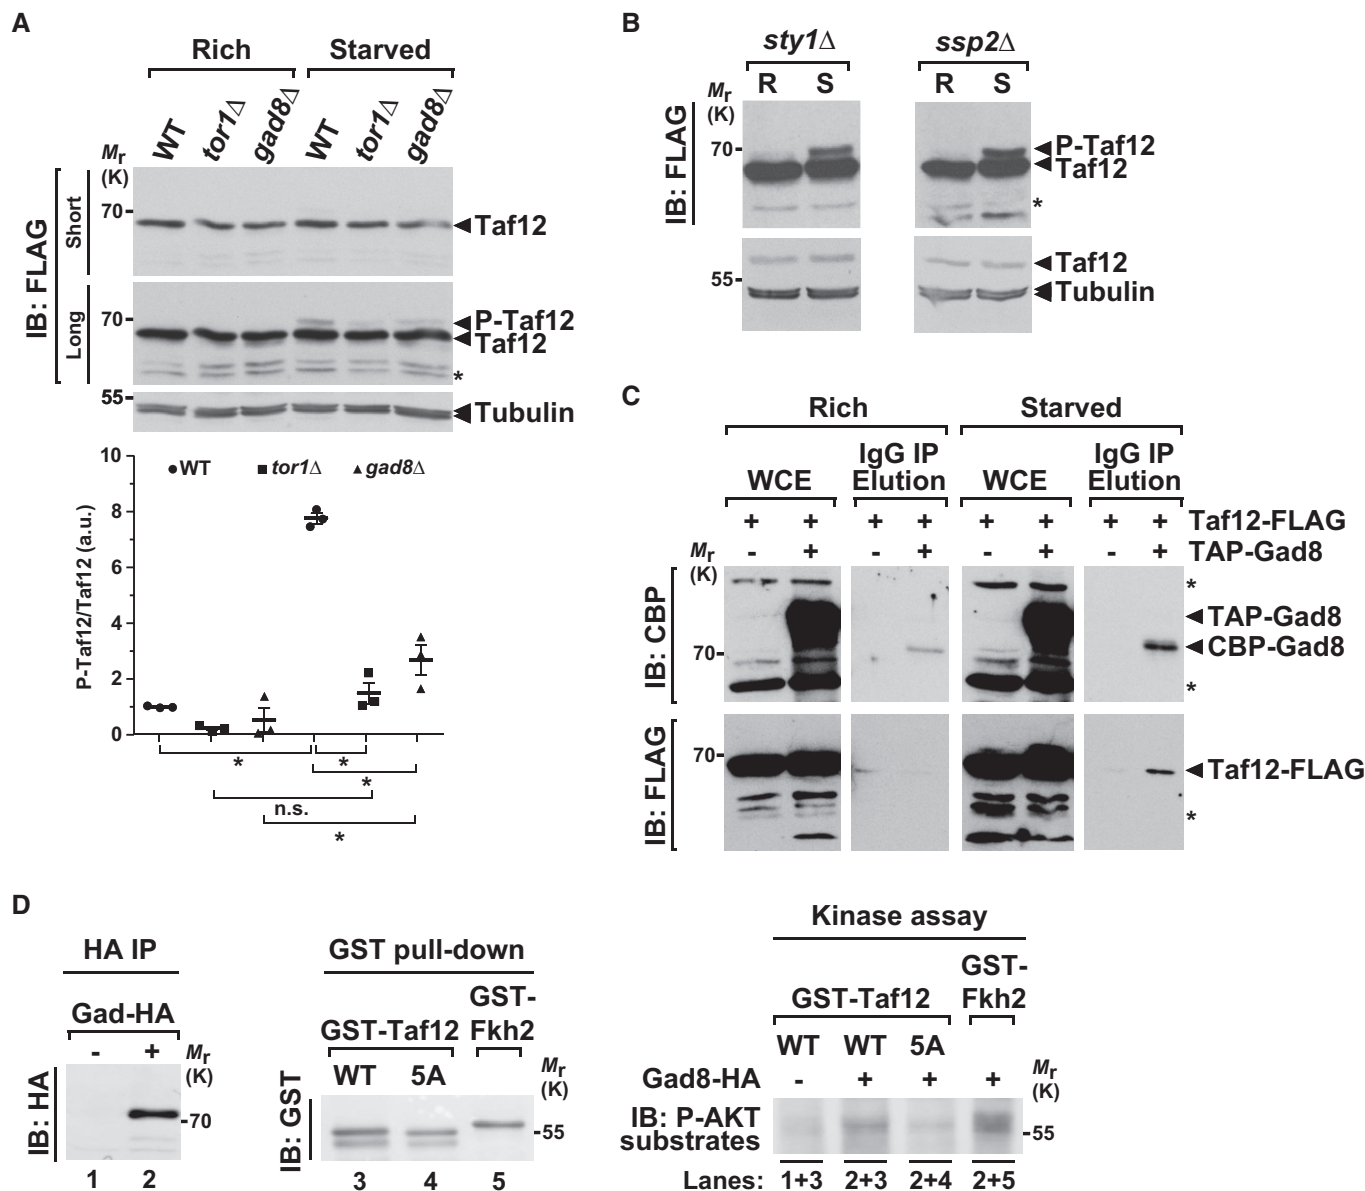 A
Rich Starved
WT tor1Δ gad8Δ WT tor1Δ gad8Δ
Mr
(K)
IB: FLAG
Short
70
Taf12
Long
70
P-Taf12
Taf12
*
55
Tubulin
P-Taf12/Taf12 (a.u.)
10
8
6
4
2
0
WT tor1Δ gad8Δ
* *
*
n.s.
*
B
sty1Δ ssp2Δ
R S R S
Mr
(K)
IB: FLAG
70
P-Taf12
Taf12
*
Taf12
55
Tubulin
C
Rich Starved
WCE IgG IP Elution WCE IgG IP Elution
+ + + + + + + + Taf12-FLAG
- + - + - + - + TAP-Gad8
Mr
(K)
IB: CBP
*
TAP-Gad8
70
CBP-Gad8
*
IB: FLAG
70
Taf12-FLAG
*
D
HA IP
Gad-HA
- +
Mr
(K)
IB: HA
70
1 2
GST pull-down
GST-Taf12 GST-Fkh2
WT 5A
Mr
(K)
IB: GST
55
3 4 5
Kinase assay
GST-Taf12 GST-Fkh2
WT WT 5A
Gad8-HA - + + +
Mr
(K)
IB: P-AKT
substrates
55
Lanes: 1+3 2+3 2+4 2+5